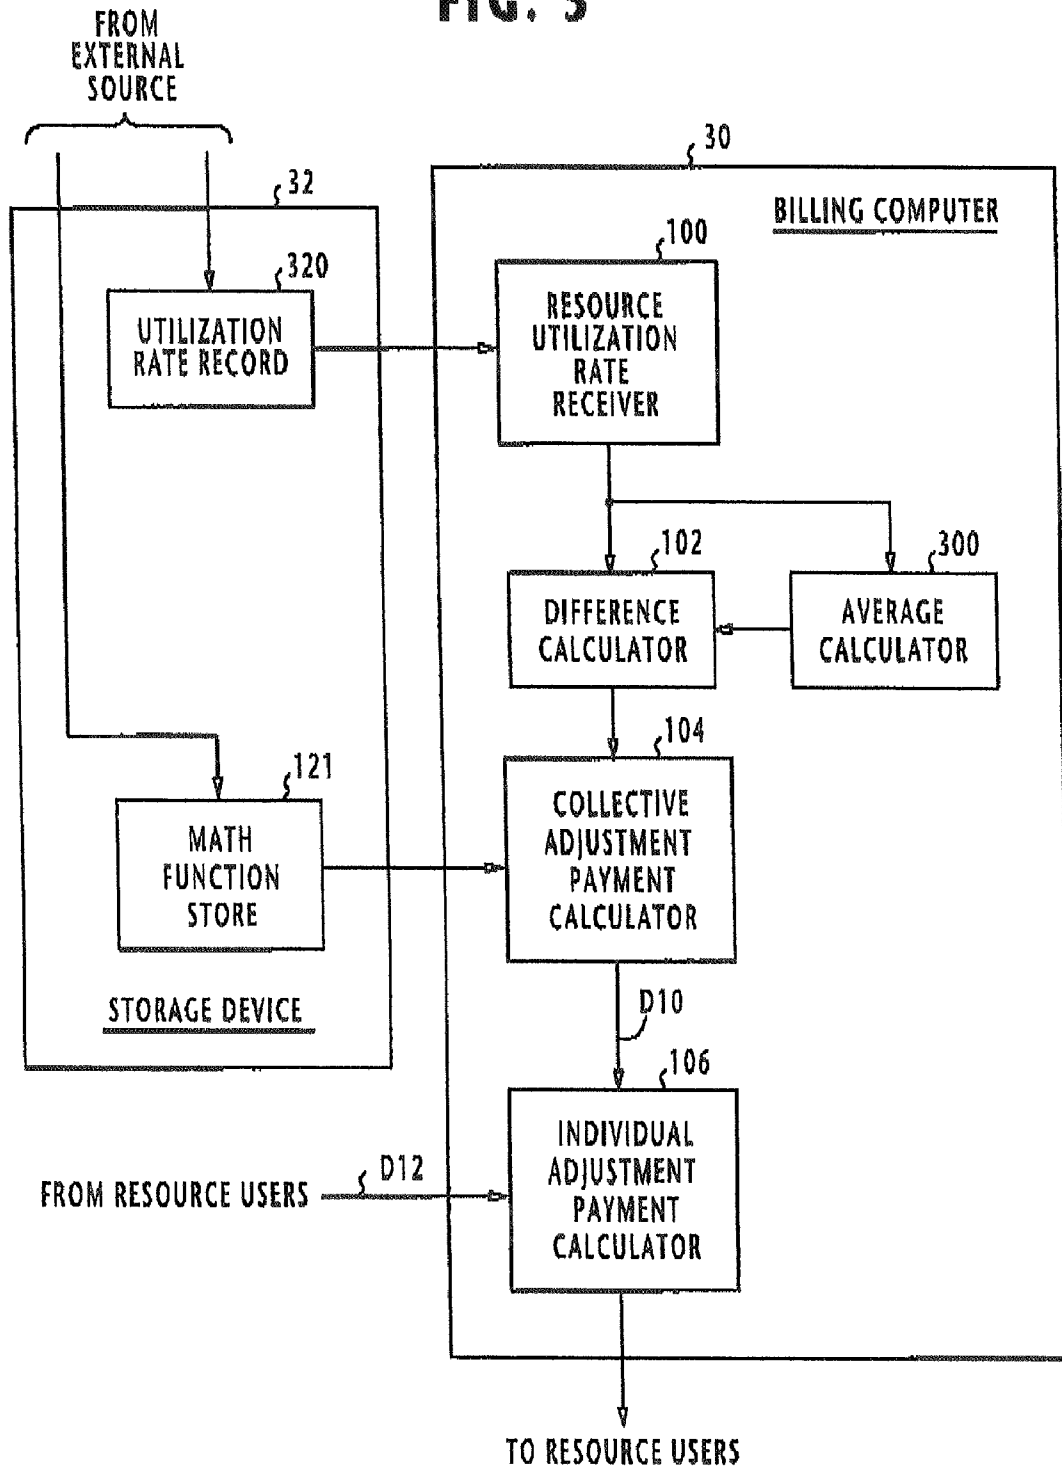 FIG. 5
FROM
EXTERNAL
SOURCE
32
320
UTILIZATION
RATE RECORD
121
MATH
FUNCTION
STORE
STORAGE DEVICE
30
BILLING COMPUTER
100
RESOURCE
UTILIZATION
RATE
RECEIVER
102
DIFFERENCE
CALCULATOR
300
AVERAGE
CALCULATOR
104
COLLECTIVE
ADJUSTMENT
PAYMENT
CALCULATOR
D10
106
INDIVIDUAL
ADJUSTMENT
PAYMENT
CALCULATOR
FROM RESOURCE USERS
D12
TO RESOURCE USERS